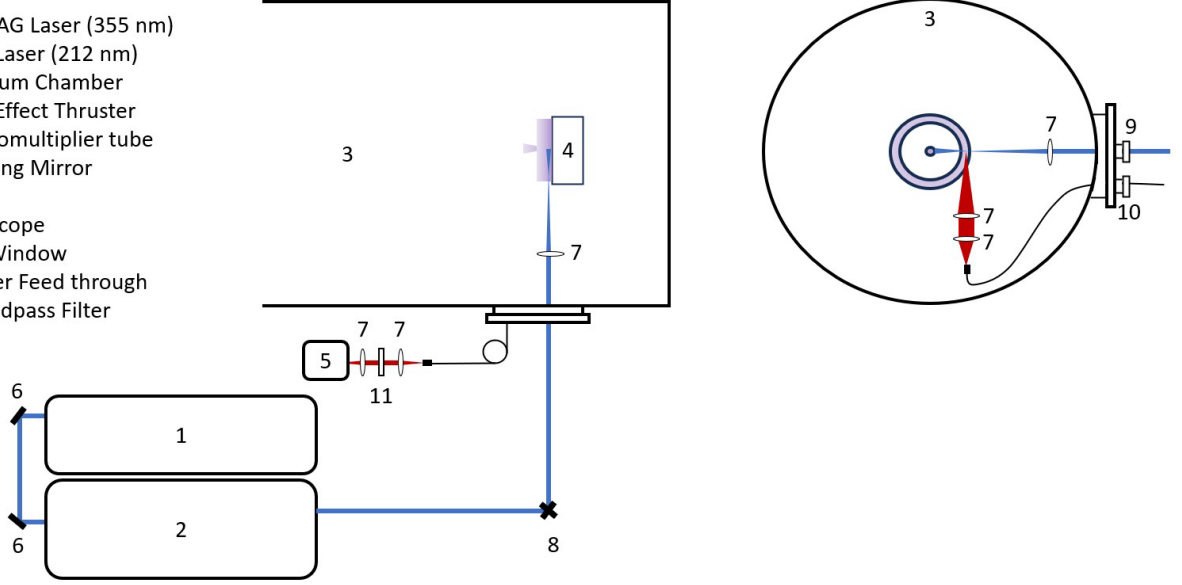 AG Laser (355 nm)
Laser (212 nm)
um Chamber
Effect Thruster
omultiplier tube
ng Mirror
cope
Window
er Feed through
dpass Filter
3
4
7
7 7
5
11
6
1
2
6
8
3
7
9
7
7
10